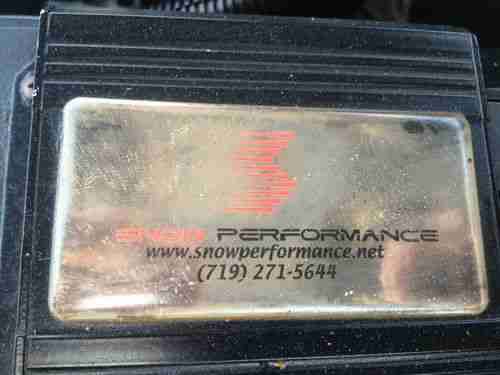 SNOW PERFORMANCE
www.snowperformance.net
(719) 271-5644